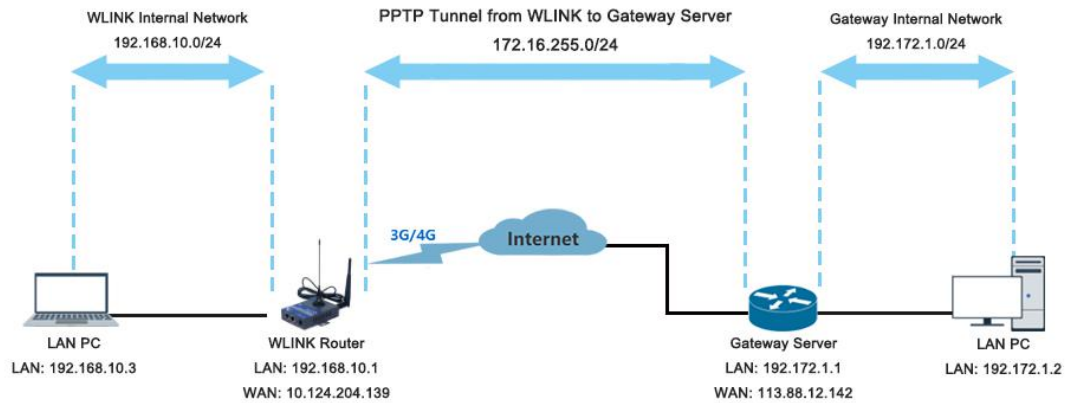 WLINK Internal Network
192.168.10.0/24
PPTP Tunnel from WLINK to Gateway Server
172.16.255.0/24
Gateway Internal Network
192.172.1.0/24
3G/4G
Internet
LAN PC
LAN: 192.168.10.3
WLINK Router
LAN: 192.168.10.1
WAN: 10.124.204.139
Gateway Server
LAN: 192.172.1.1
WAN: 113.88.12.142
LAN PC
LAN: 192.172.1.2